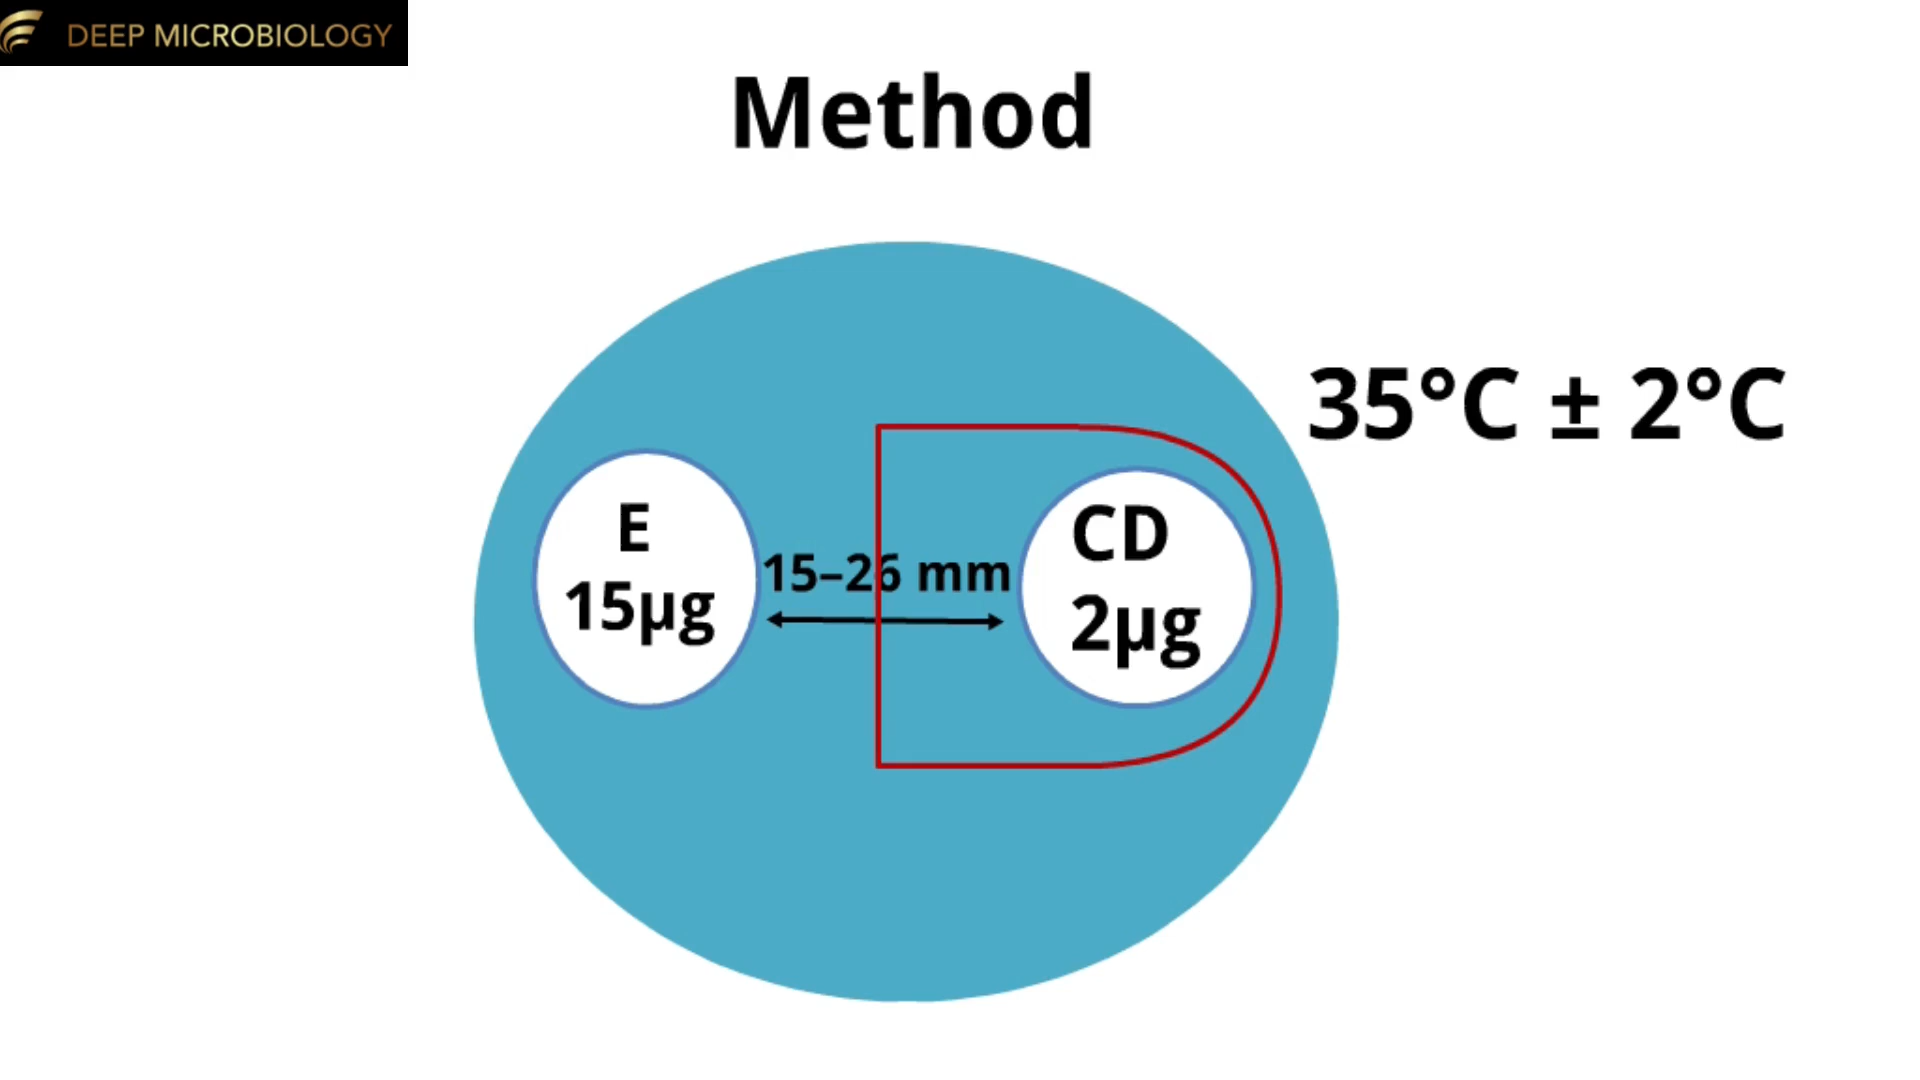 DEEP MICROBIOLOGY
Method
35°C ± 2°C
E
15µg
15–26 mm
CD
2µg